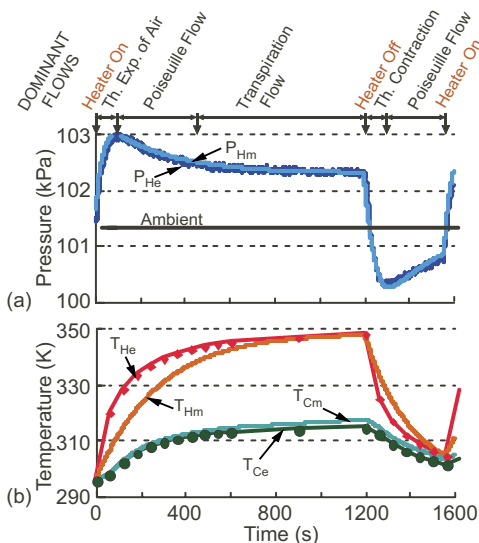 DOMINANT
FLOWS
Heater On
Th. Exp. of Air
Poiseuille Flow
Transpiration
Flow
Heater Off
Th. Contraction
Poiseuille Flow
Heater On
103
102
101
100
Pressure (kPa)
P_Hm
P_He
Ambient
(a)
350
330
310
290
Temperature (K)
T_He
T_Hm
T_Cm
T_Ce
(b)
0 400 800 1200 1600
Time (s)